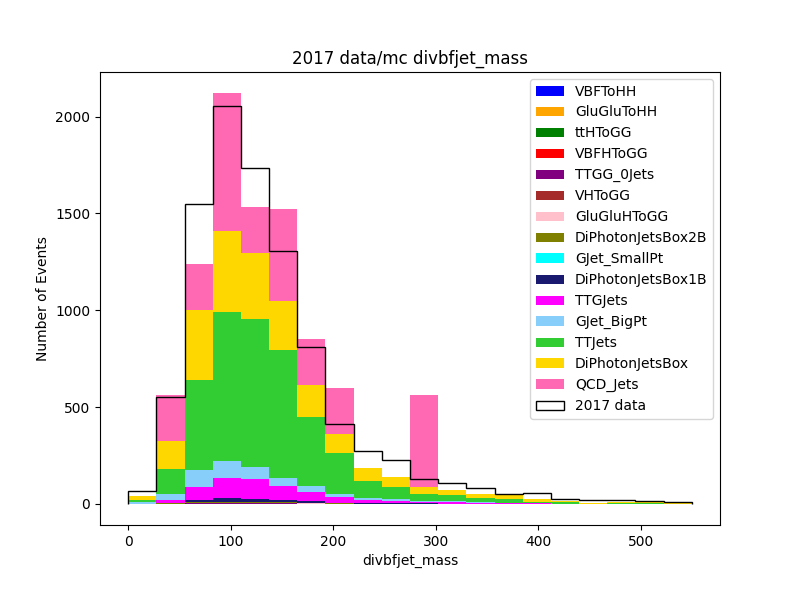 2017 data/mc divbfjet_mass
Number of Events
2000
1500
1000
500
0
0
100
200
300
400
500
divbfjet_mass
VBFToHH
GluGluToHH
ttHToGG
VBFHToGG
TTGG_0Jets
VHToGG
GluGluHToGG
DiPhotonJetsBox2B
GJet_SmallPt
DiPhotonJetsBox1B
TTGJets
GJet_BigPt
TTJets
DiPhotonJetsBox
QCD_Jets
2017 data